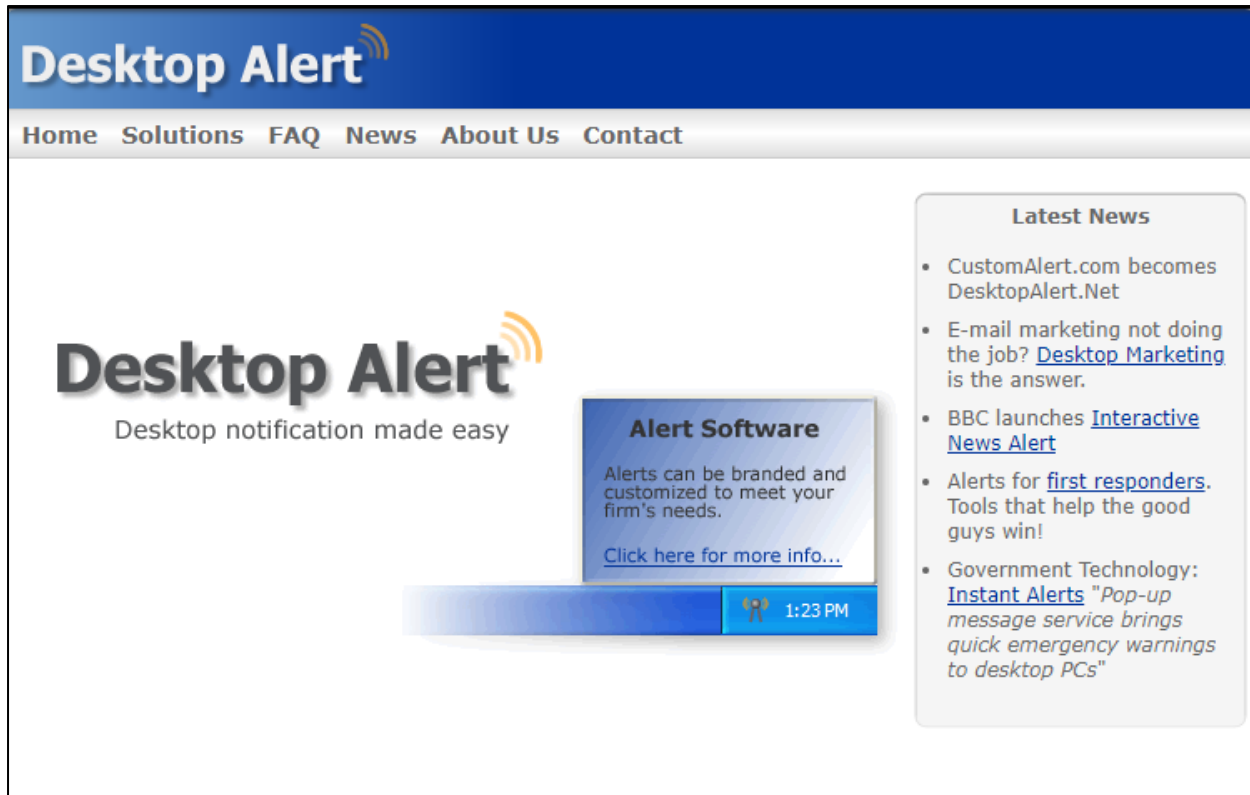 Desktop Alert
Home Solutions FAQ News About Us Contact
Desktop Alert
Desktop notification made easy
Alert Software
Alerts can be branded and
customized to meet your
firm's needs.
Click here for more info...
1:23 PM
Latest News
• CustomAlert.com becomes
DesktopAlert.Net
• E-mail marketing not doing
the job? Desktop Marketing
is the answer.
• BBC launches Interactive
News Alert
• Alerts for first responders.
Tools that help the good
guys win!
• Government Technology:
Instant Alerts "Pop-up
message service brings
quick emergency warnings
to desktop PCs"